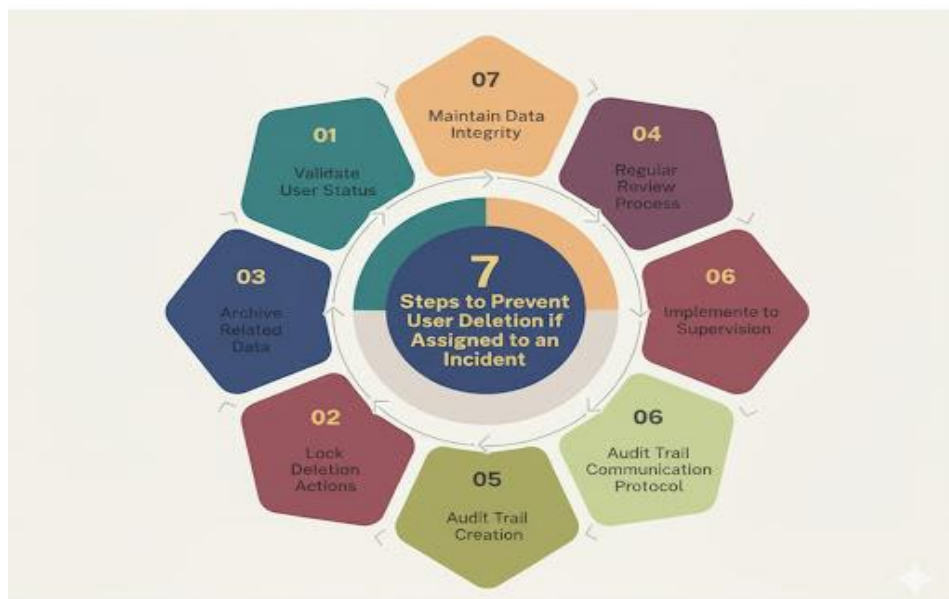 07
Maintain Data
Integrity
01
Validate
User Status
04
Regular
Review
Process
03
Archive
Related
Data
7
Steps to Prevent
User Deletion if
Assigned to an
Incident
06
Implemente to
Supervision
02
Lock
Deletion
Actions
06
Audit Trail
Communication
Protocol
05
Audit Trail
Creation